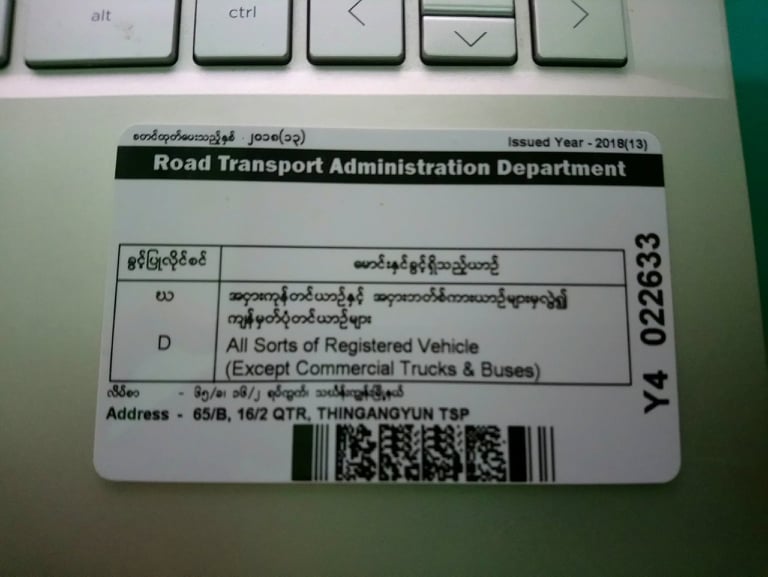 alt
ctrl
စတင်ထုတ်ပေးသည့်နှစ် - ၂၀၁၈(၁၃)
Issued Year - 2018(13)
Road Transport Administration Department
ခွင့်ပြုလိုင်စင်
မောင်းနှင်ခွင့်ရှိသည့်ယာဉ်
ဃ
အငှားကုန်တင်ယာဉ်နှင့် အငှားဘတ်စ်ကားယာဉ်များမှလွဲ၍
ကျန်မှတ်ပုံတင်ယာဉ်များ
D
All Sorts of Registered Vehicle
(Except Commercial Trucks & Buses)
လိပ်စာ - ၆၅/ခ၊ ၁၆/၂ ရပ်ကွက်၊ သင်္ဃန်းကျွန်းမြို့နယ်
Address - 65/B, 16/2 QTR, THINGANGYUN TSP
Y4 022633